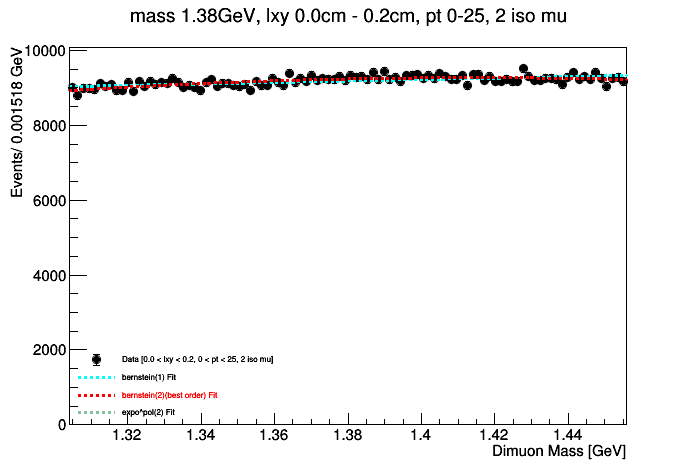 mass 1.38GeV, lxy 0.0cm - 0.2cm, pt 0-25, 2 iso mu
Events/ 0.001518 GeV
10000
8000
6000
4000
2000
0
Data [0.0 < lxy < 0.2, 0 < pt < 25, 2 iso mu]
bernstein(1) Fit
bernstein(2)(best order) Fit
expo^pol(2) Fit
1.32
1.34
1.36
1.38
1.4
1.42
1.44
Dimuon Mass [GeV]